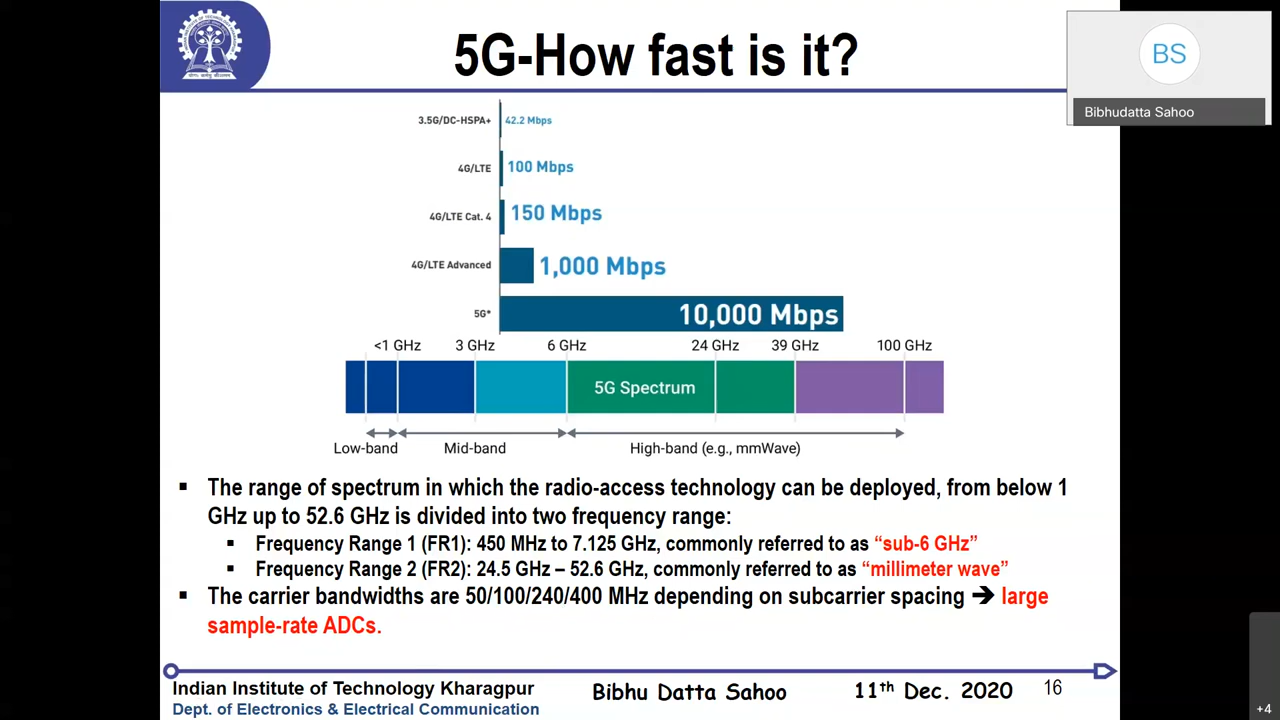 5G-How fast is it?
BS
Bibhudatta Sahoo
3.5G/DC-HSPA+ 42.2 Mbps
4G/LTE 100 Mbps
4G/LTE Cat. 4 150 Mbps
4G/LTE Advanced 1,000 Mbps
5G* 10,000 Mbps
<1 GHz 3 GHz 6 GHz 24 GHz 39 GHz 100 GHz
5G Spectrum
Low-band Mid-band High-band (e.g., mmWave)
▪ The range of spectrum in which the radio-access technology can be deployed, from below 1
GHz up to 52.6 GHz is divided into two frequency range:
▪ Frequency Range 1 (FR1): 450 MHz to 7.125 GHz, commonly referred to as “sub-6 GHz”
▪ Frequency Range 2 (FR2): 24.5 GHz – 52.6 GHz, commonly referred to as “millimeter wave”
▪ The carrier bandwidths are 50/100/240/400 MHz depending on subcarrier spacing ➔ large
sample-rate ADCs.
Indian Institute of Technology Kharagpur Bibhu Datta Sahoo 11th Dec. 2020 16
Dept. of Electronics & Electrical Communication
+4